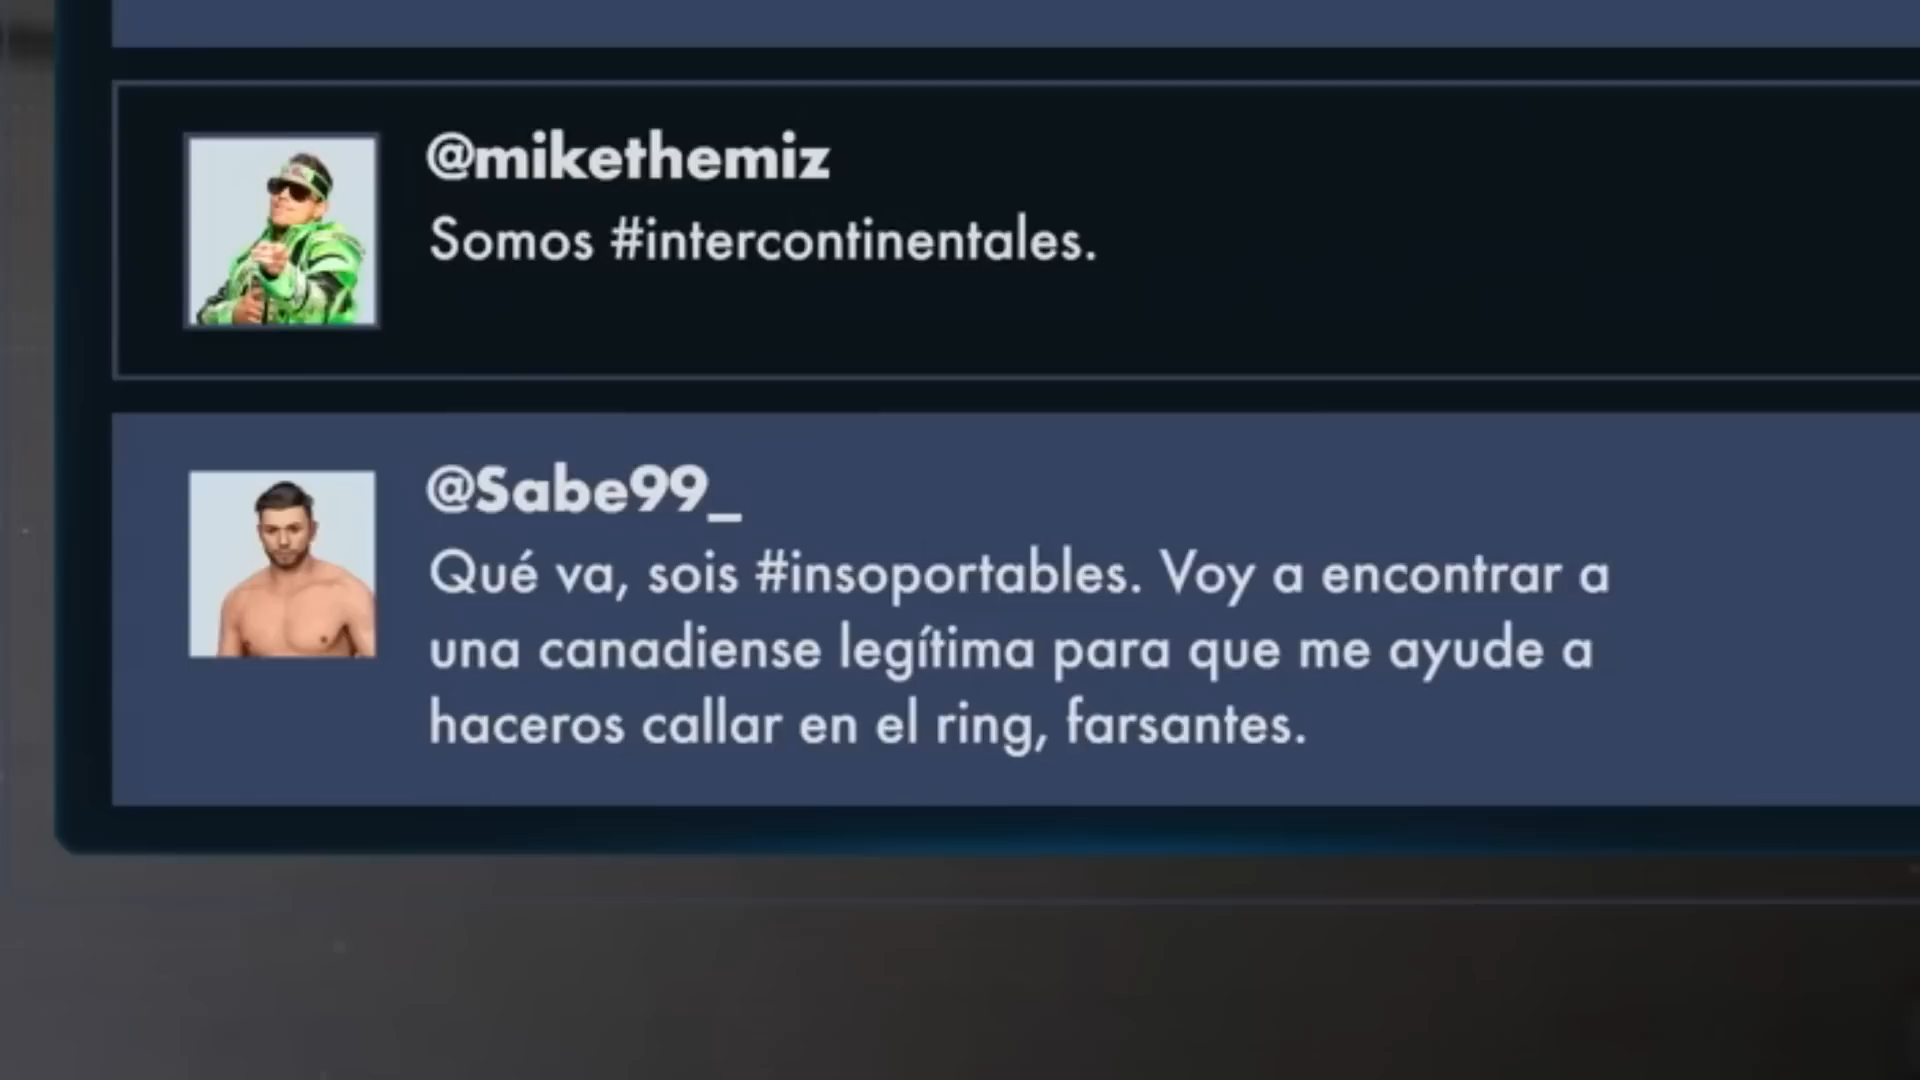 @mikethemiz
Somos #intercontinentales.
@Sabe99_
Qué va, sois #insoportables. Voy a encontrar a
una canadiense legítima para que me ayude a
haceros callar en el ring, farsantes.